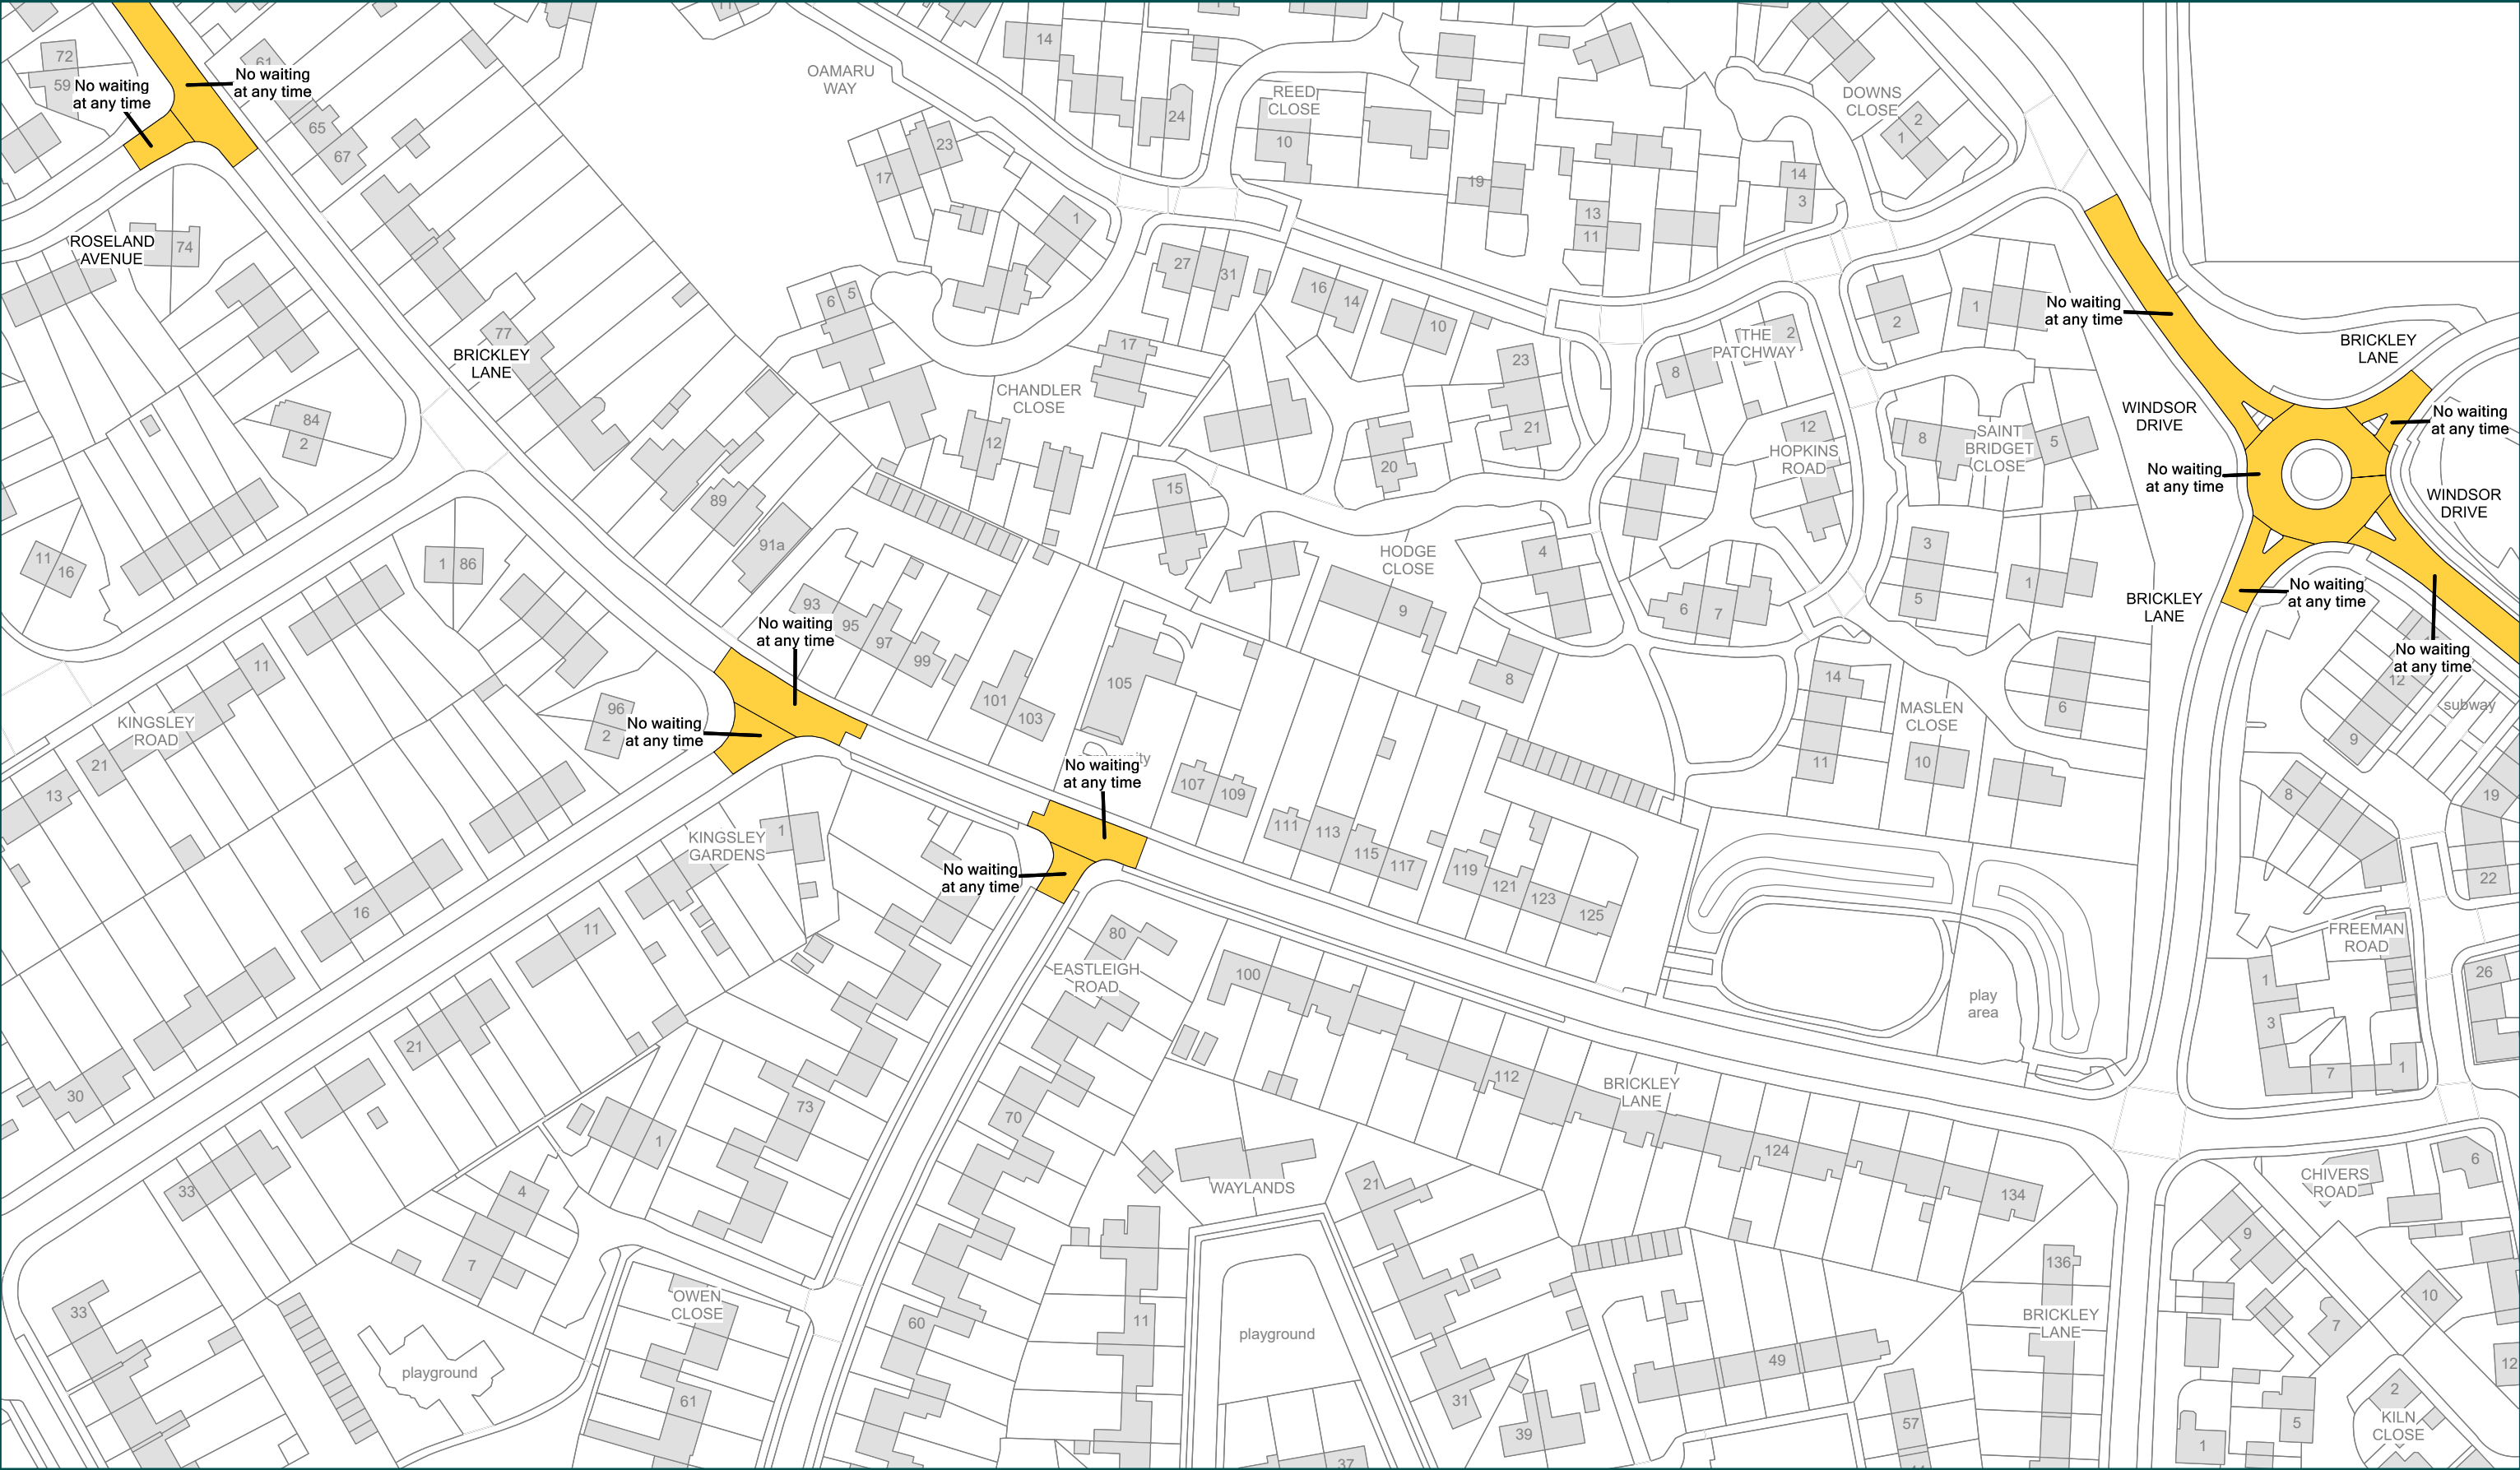 72
59
61
No waiting
at any time
No waiting
at any time
65
67
14
24
OAMARU
WAY
REED
CLOSE
10
DOWNS
CLOSE
2
1
23
17
1
19
14
3
13
11
ROSELAND
AVENUE
74
6
5
27
31
16
14
10
THE
PATCHWAY
2
8
2
1
No waiting
at any time
BRICKLEY
LANE
77
BRICKLEY
LANE
17
CHANDLER
CLOSE
12
23
21
20
12
HOPKINS
ROAD
8
SAINT
BRIDGET
CLOSE
5
WINDSOR
DRIVE
No waiting
at any time
No waiting
at any time
WINDSOR
DRIVE
84
2
89
91a
15
11
16
1
86
HODGE
CLOSE
4
9
3
5
1
No waiting
at any time
BRICKLEY
LANE
93
95
97
99
No waiting
at any time
6
7
8
11
21
KINGSLEY
ROAD
13
96
2
No waiting
at any time
101
103
105
No waiting
at any time
107
109
111
113
115
117
119
121
123
125
14
11
MASLEN
CLOSE
10
6
No waiting
at any time
12
9
subway
8
19
22
KINGSLEY
GARDENS
1
No waiting
at any time
16
11
80
EASTLEIGH
ROAD
100
play
area
FREEMAN
ROAD
1
3
7
1
26
21
30
73
70
1
112
BRICKLEY
LANE
124
134
33
4
7
WAYLANDS
21
CHIVERS
ROAD
6
9
136
10
7
BRICKLEY
LANE
33
OWEN
CLOSE
60
11
playground
playground
49
12
61
31
39
57
2
KILN
CLOSE
5
1
37